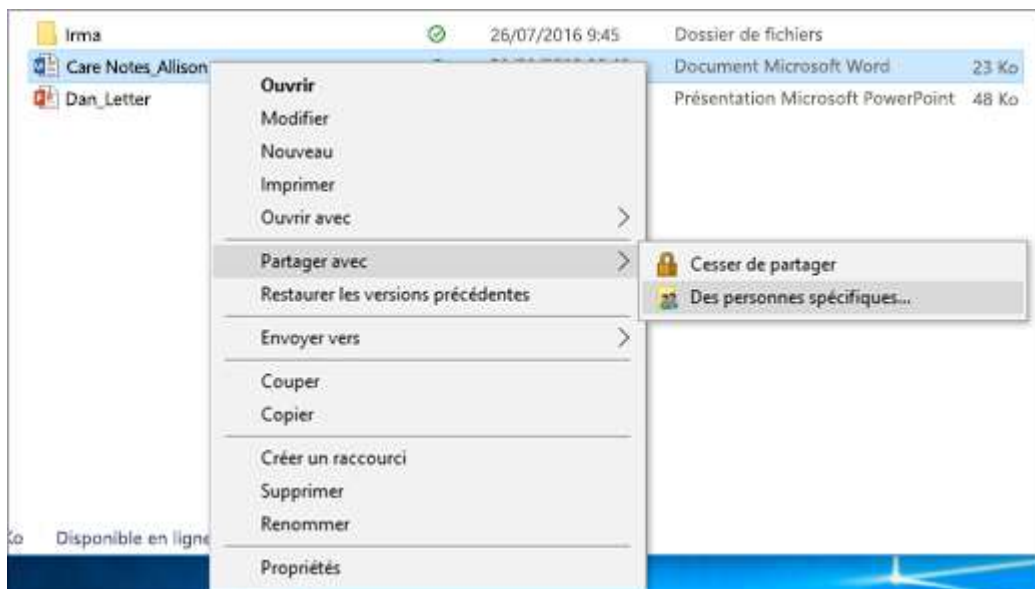 Irma 26/07/2016 9:45 Dossier de fichiers
Care Notes_Allison Document Microsoft Word 23 Ko
Dan_Letter Présentation Microsoft PowerPoint 48 Ko
Ouvrir
Modifier
Nouveau
Imprimer
Ouvrir avec
Partager avec
Cesser de partager
Restaurer les versions précédentes
Des personnes spécifiques...
Envoyer vers
Couper
Copier
Créer un raccourci
Supprimer
Renommer
Ko Disponible en ligne
Propriétés